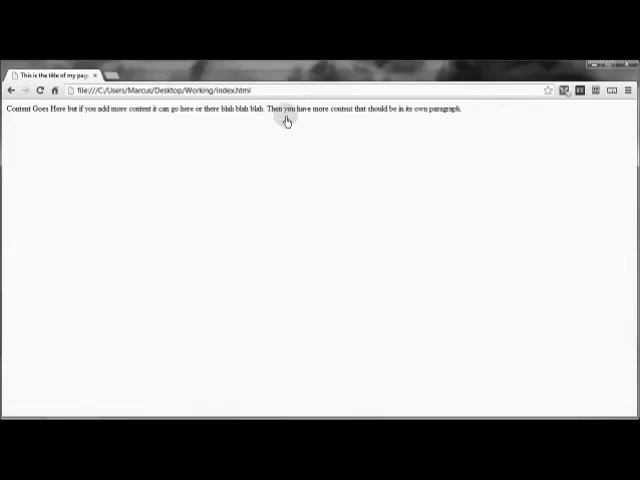 This is the title of my pag
file:///C:/Users/Marcus/Desktop/Working/index.html
Content Goes Here but if you add more content it can go here or there blah blah blah. Then you have more content that should be in its own paragraph.